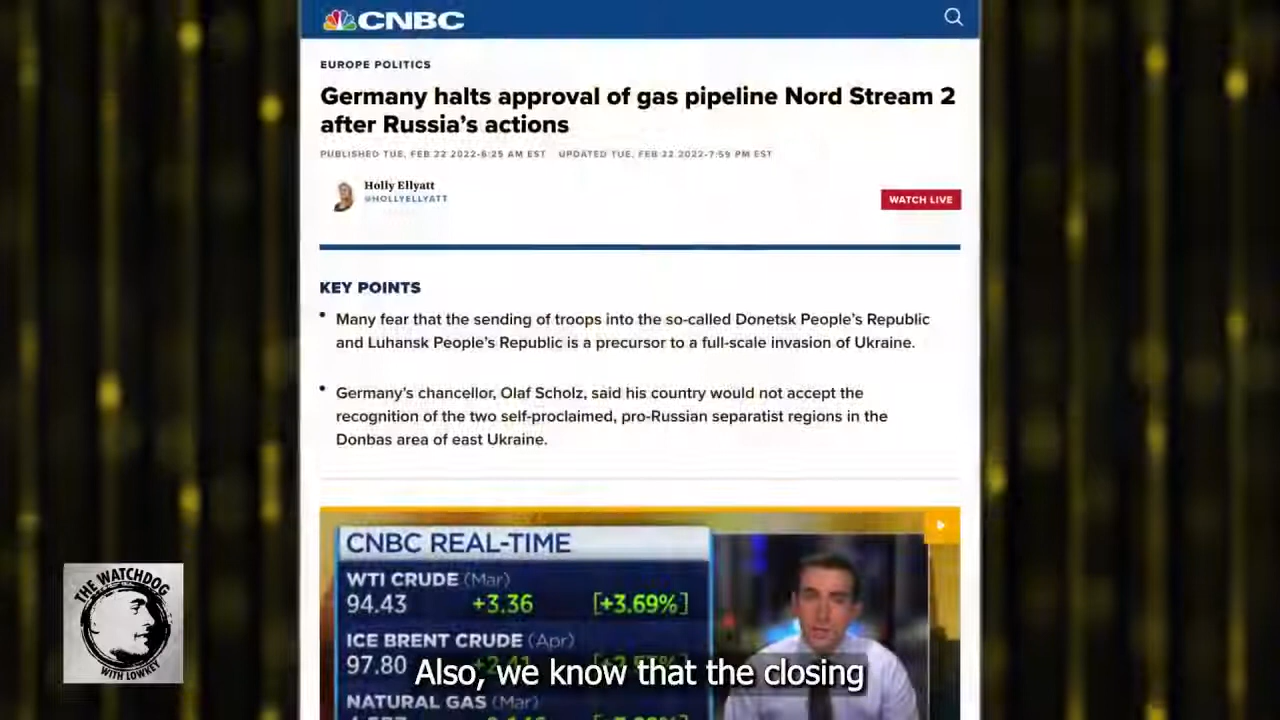 CNBC
EUROPE POLITICS
Germany halts approval of gas pipeline Nord Stream 2
after Russia's actions
PUBLISHED TUE, FEB 22 2022-6:25 AM EST UPDATED TUE, FEB 22 2022-7:59 PM EST
Holly Ellyatt
@HOLLYELLYATT
WATCH LIVE
KEY POINTS
• Many fear that the sending of troops into the so-called Donetsk People's Republic
and Luhansk People's Republic is a precursor to a full-scale invasion of Ukraine.
• Germany's chancellor, Olaf Scholz, said his country would not accept the
recognition of the two self-proclaimed, pro-Russian separatist regions in the
Donbas area of east Ukraine.
CNBC REAL-TIME
WTI CRUDE (Mar)
94.43 +3.36 [+3.69%]
ICE BRENT CRUDE (Apr)
97.80
NATURAL GAS (Mar)
THE WATCHDOG
WITH LOWKEY
Also, we know that the closing